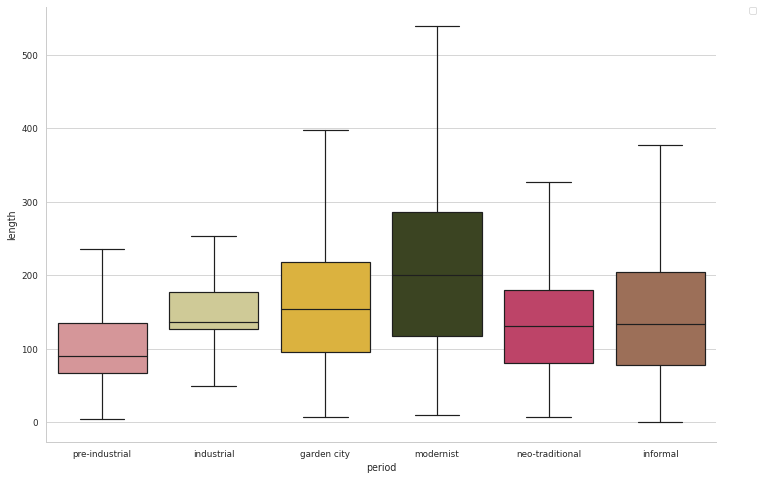 500
400
300
200
100
0
length
pre-industrial
industrial
garden city
modernist
neo-traditional
informal
period